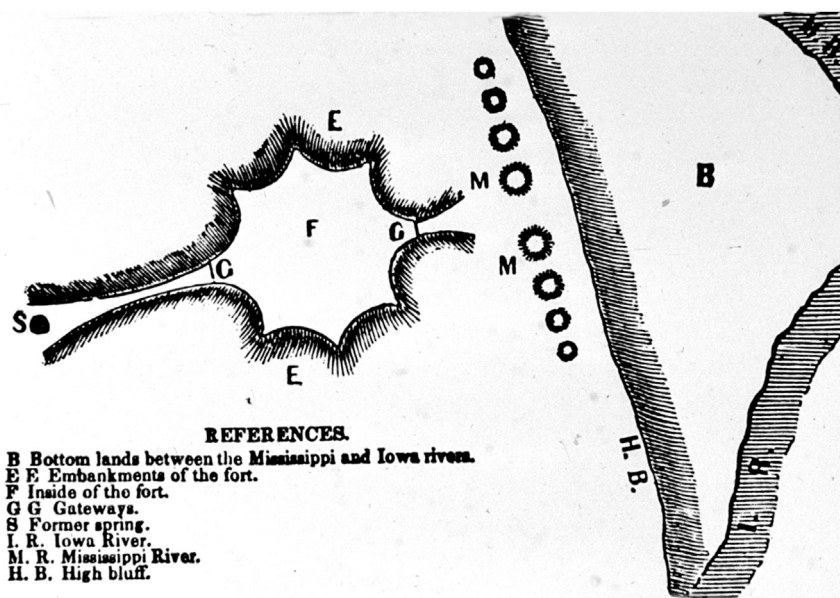 E
M
B
F
G
G
M
S
E
H. B.
I. R.
REFERENCES.
B Bottom lands between the Mississippi and Iowa rivers.
E E Embankments of the fort.
F Inside of the fort.
G G Gateways.
S Former spring.
I. R. Iowa River.
M. R. Mississippi River.
H. B. High bluff.